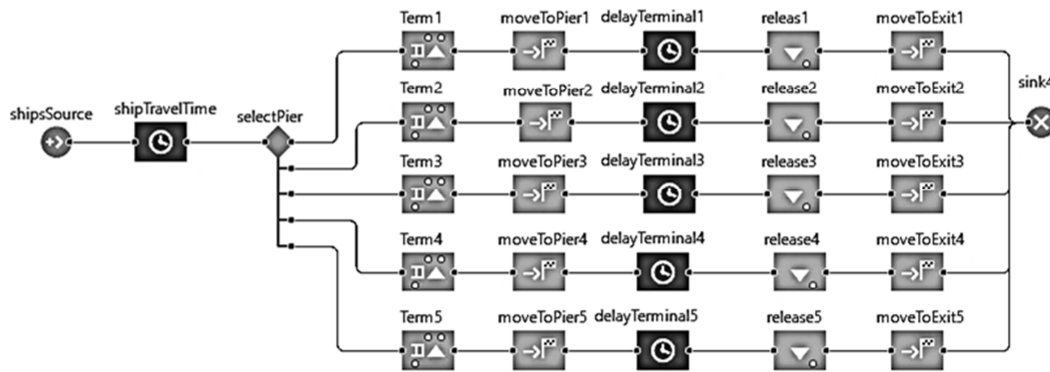 Term1 moveToPier1 delayTerminal1 releas1 moveToExit1
Term2 moveToPier2 delayTerminal2 release2 moveToExit2
sink4
shipsSource shipTravelTime selectPier
Term3 moveToPier3 delayTerminal3 release3 moveToExit3
Term4 moveToPier4 delayTerminal4 release4 moveToExit4
Term5 moveToPier5 delayTerminal5 release5 moveToExit5